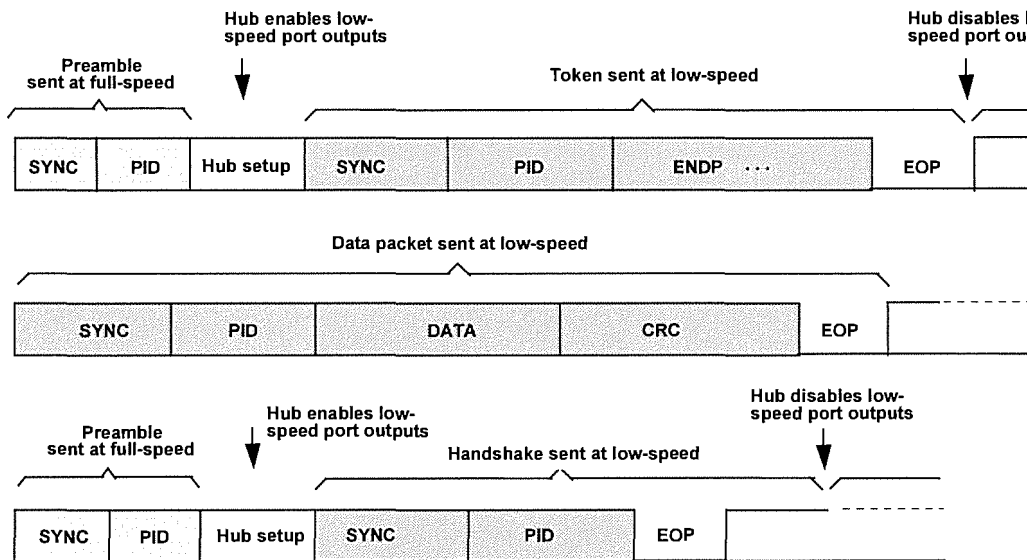 Hub enables low-
speed port outputs
Hub disables l
speed port ou
Preamble
sent at full-speed
Token sent at low-speed
SYNC PID Hub setup SYNC PID ENDP ... EOP
Data packet sent at low-speed
SYNC PID DATA CRC EOP
Hub enables low-
speed port outputs
Hub disables low-
speed port outputs
Preamble
sent at full-speed
Handshake sent at low-speed
SYNC PID Hub setup SYNC PID EOP